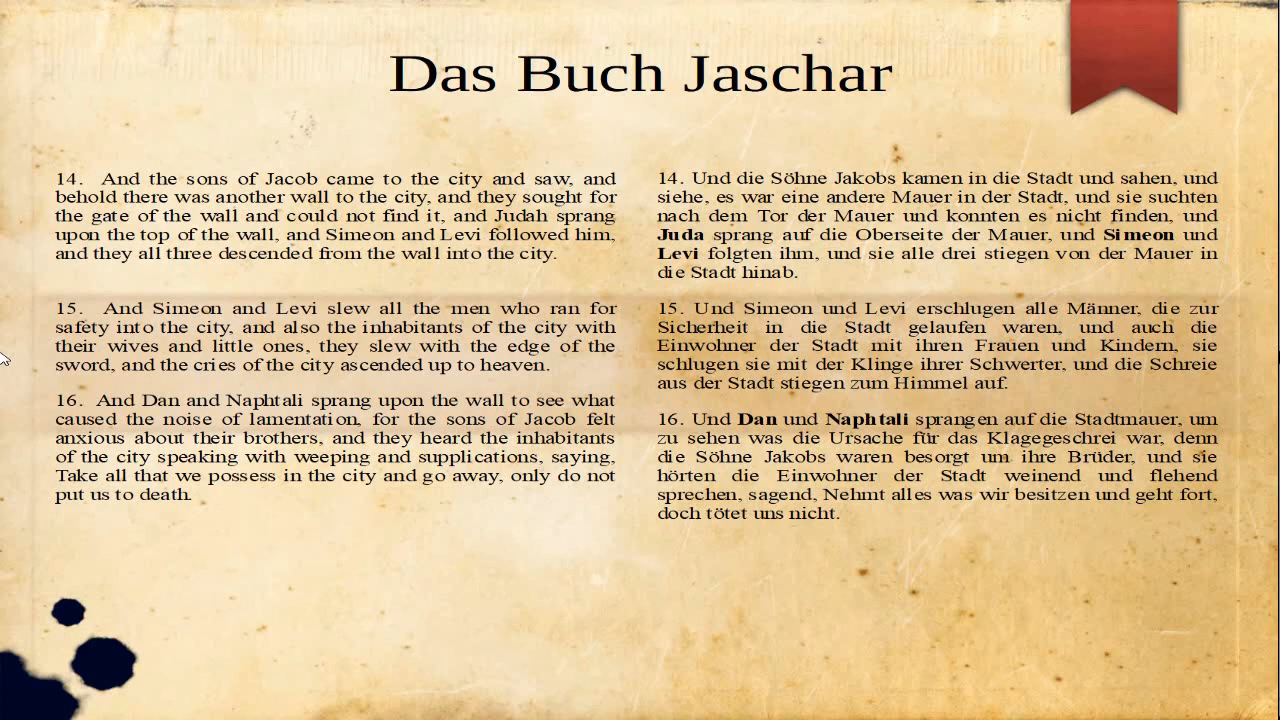 Das Buch Jaschar
14. And the sons of Jacob came to the city and saw, and
behold there was another wall to the city, and they sought for
the gate of the wall and could not find it, and Judah sprang
upon the top of the wall, and Simeon and Levi followed him,
and they all three descended from the wall into the city.
15. And Simeon and Levi slew all the men who ran for
safety into the city, and also the inhabitants of the city with
their wives and little ones, they slew with the edge of the
sword, and the cries of the city ascended up to heaven.
16. And Dan and Naphtali sprang upon the wall to see what
caused the noise of lamentation, for the sons of Jacob felt
anxious about their brothers, and they heard the inhabitants
of the city speaking with weeping and supplications, saying,
Take all that we possess in the city and go away, only do not
put us to death.
14. Und die Söhne Jakobs kamen in die Stadt und sahen, und
siehe, es war eine andere Mauer in der Stadt, und sie suchten
nach dem Tor der Mauer und konnten es nicht finden, und
Juda sprang auf die Oberseite der Mauer, und Simeon und
Levi folgten ihm, und sie alle drei stiegen von der Mauer in
die Stadt hinab.
15. Und Simeon und Levi erschlugen alle Männer, die zur
Sicherheit in die Stadt gelaufen waren, und auch die
Einwohner der Stadt mit ihren Frauen und Kindern, sie
schlugen sie mit der Klinge ihrer Schwerter, und die Schreie
aus der Stadt stiegen zum Himmel auf.
16. Und Dan und Naphtali sprangen auf die Stadtmauer, um
zu sehen was die Ursache für das Klagegeschrei war, denn
die Söhne Jakobs waren besorgt um ihre Brüder, und sie
hörten die Einwohner der Stadt weinend und flehend
sprechen, sagend, Nehmt alles was wir besitzen und geht fort,
doch tötet uns nicht.